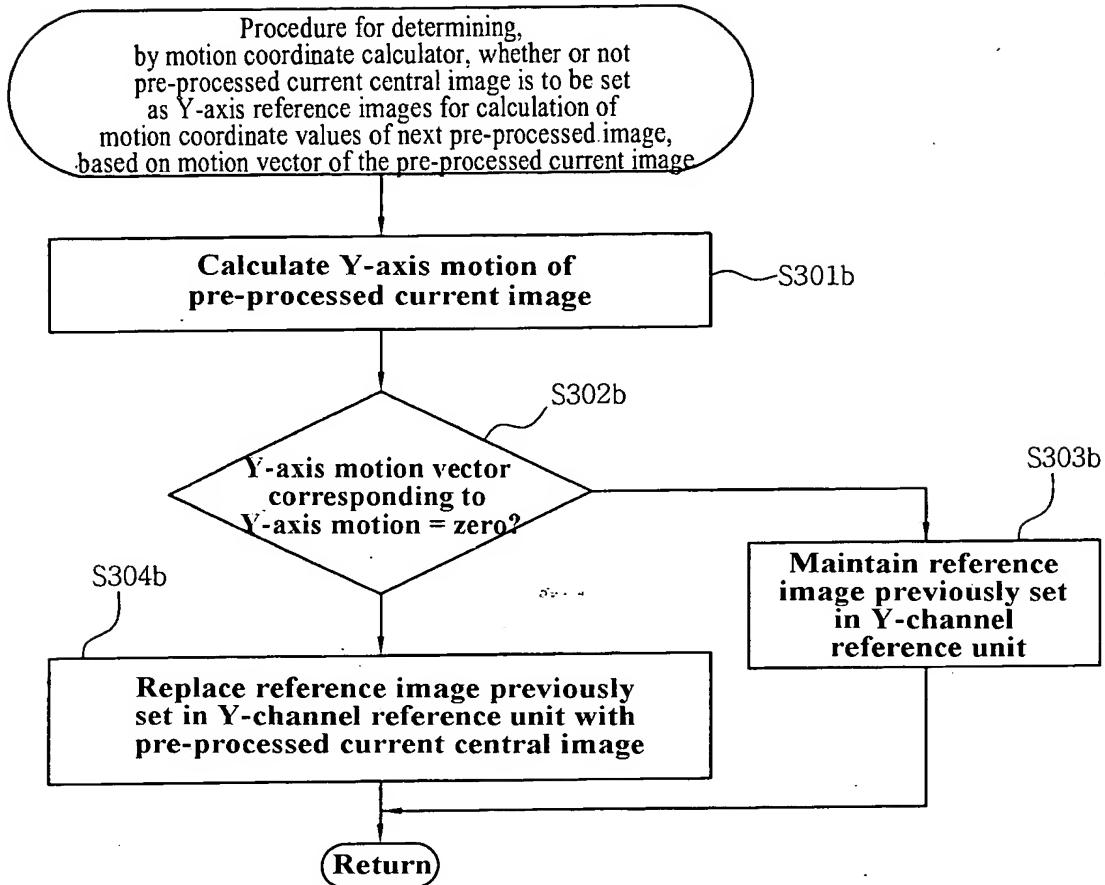 Procedure for determining,
by motion coordinate calculator, whether or not
pre-processed current central image is to be set
as Y-axis reference images for calculation of
motion coordinate values of next pre-processed image,
based on motion vector of the pre-processed current image
Calculate Y-axis motion of
pre-processed current image
S301b
S302b
Y-axis motion vector
corresponding to
Y-axis motion = zero?
S303b
Maintain reference
image previously set
in Y-channel
reference unit
S304b
Replace reference image previously
set in Y-channel reference unit with
pre-processed current central image
Return